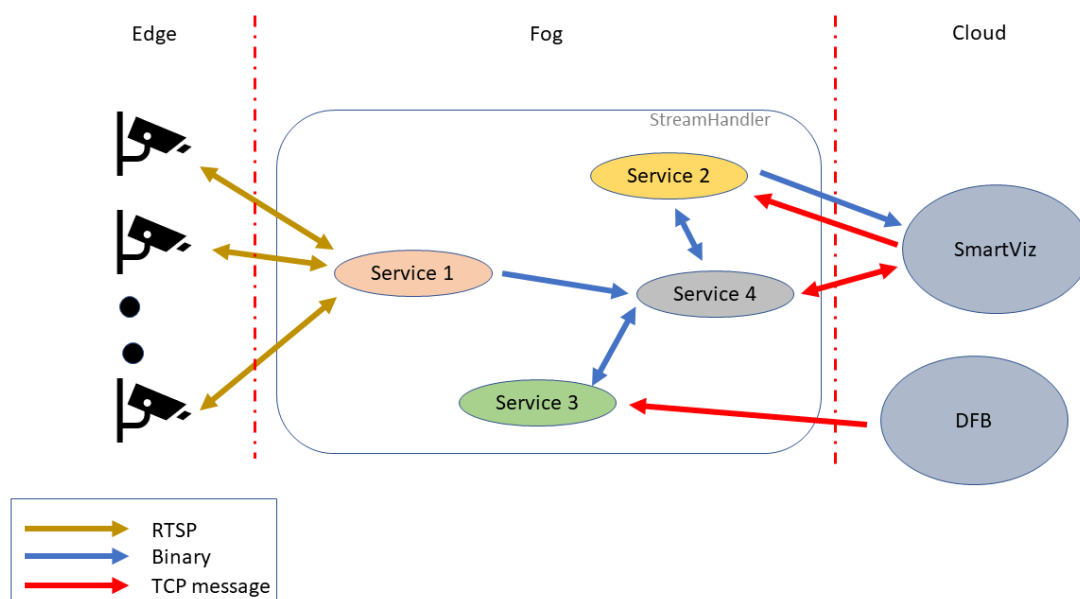 Edge
Fog
Cloud
StreamHandler
Service 2
Service 1
Service 4
SmartViz
Service 3
DFB
RTSP
Binary
TCP message